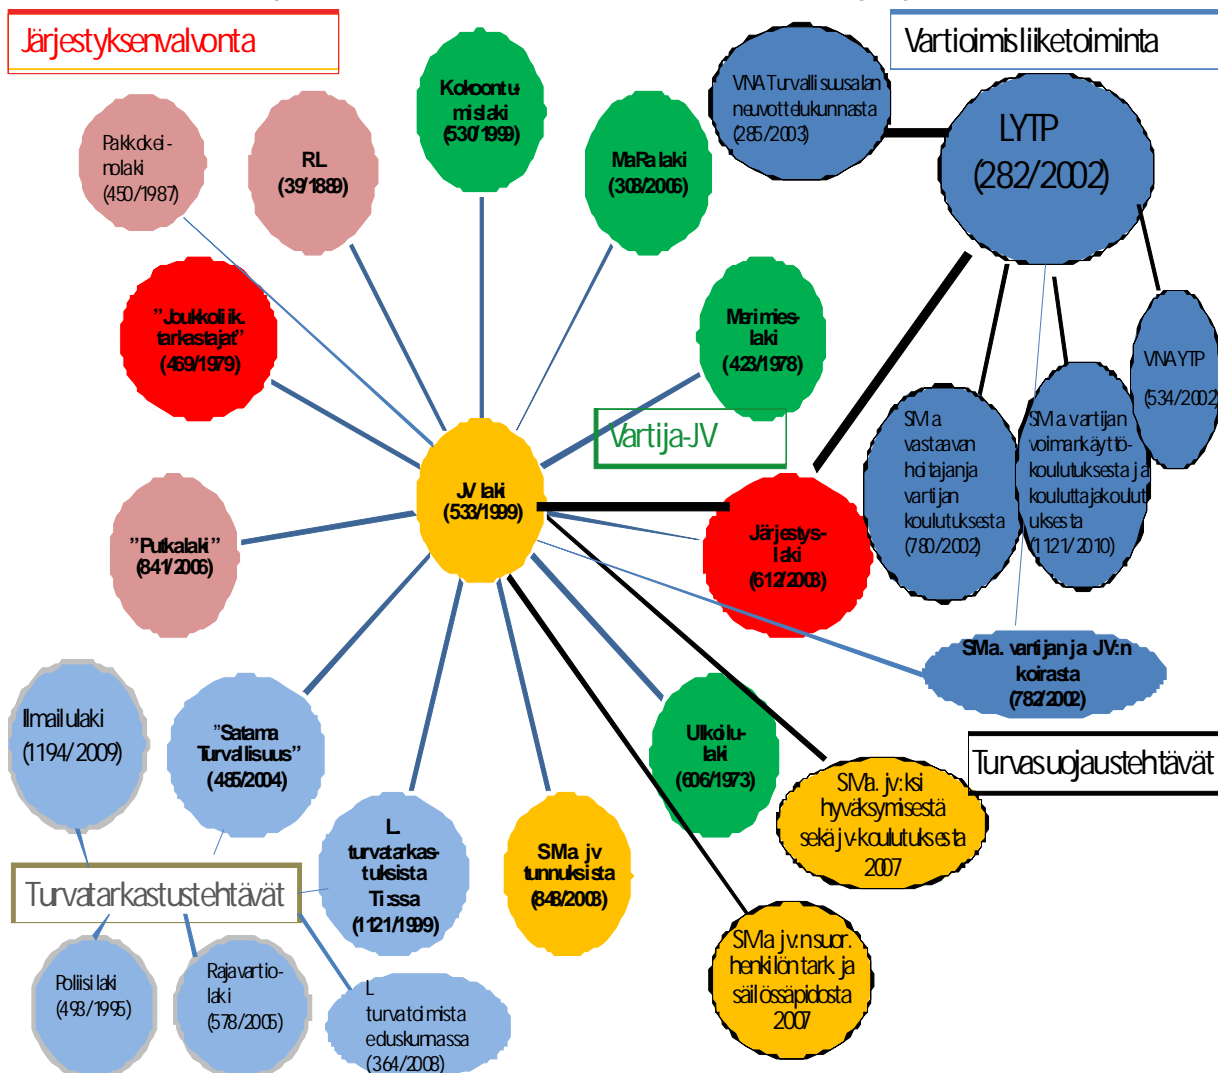 Järjestyksenvalvonta
Vartioimisliiketoiminta
Kokoontu-
mislaki
(530/1999)
VNA Turvallisuusalan
neuvottelukunnasta
(285/2003)
LYTP
(282/2002)
Pakkokei-
nolaki
(450/1987)
RL
(39/1889)
MaRa laki
(308/2006)
"Joukkoliik.
tarkastajat"
(469/1979)
Merimies-
laki
(423/1978)
VNA YTP
(534/2002)
Vartija-JV
SMa
vastaavan
hoitajan ja
vartijan
koulutuksesta
(780/2002)
SMa vartijan
voimankäyttö-
koulutuksesta ja
kouluttajakoulut
uksesta
(1121/2010)
JV laki
(533/1999)
Järjestys-
laki
(612/2003)
"Putkalaki"
(841/2006)
SMa. vartijan ja JV:n
koirasta
(782/2002)
Ilmailulaki
(1194/2009)
"Satama
Turvallisuus"
(485/2004)
Ulkoilu-
laki
(606/1973)
Turvasuojaustehtävät
SMa. jv:ksi
hyväksymisestä
sekä jv-koulutuksesta
2007
L.
turvatarkas-
tuksista
TI:ssa
(1121/1999)
SMa jv
tunnuksista
(848/2003)
Turvatarkastustehtävät
SMa jv:n suor.
henkilöntark ja
säilössäpidosta
2007
Poliisilaki
(493/1995)
Rajavartio-
laki
(578/2005)
L
turvatoimista
eduskunnassa
(364/2008)